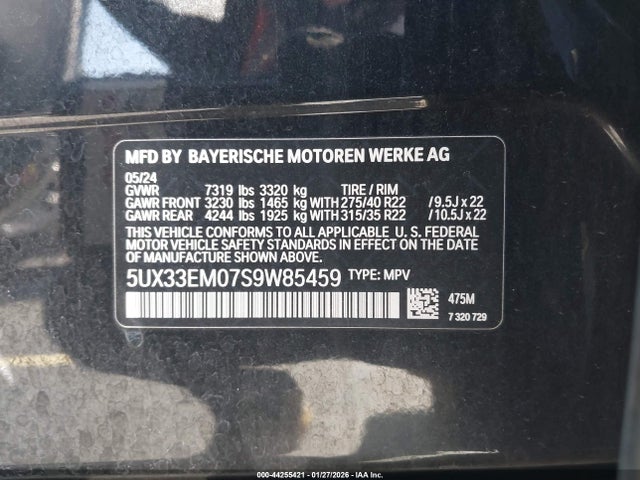 MFD BY BAYERISCHE MOTOREN WERKE AG
05/24
GVWR 7319 lbs 3320 kg TIRE / RIM
GAWR FRONT 3230 lbs 1465 kg WITH 275/40 R22 /9.5J x 22
GAWR REAR 4244 lbs 1925 kg WITH 315/35 R22 /10.5J x 22
THIS VEHICLE CONFORMS TO ALL APPLICABLE U. S. FEDERAL
MOTOR VEHICLE SAFETY STANDARDS IN EFFECT ON THE DATE
OF MANUFACTURE SHOWN ABOVE.
5UX33EM07S9W85459 TYPE: MPV
475M
7 320 729
000-44255421 - 01/27/2026 - IAA Inc.